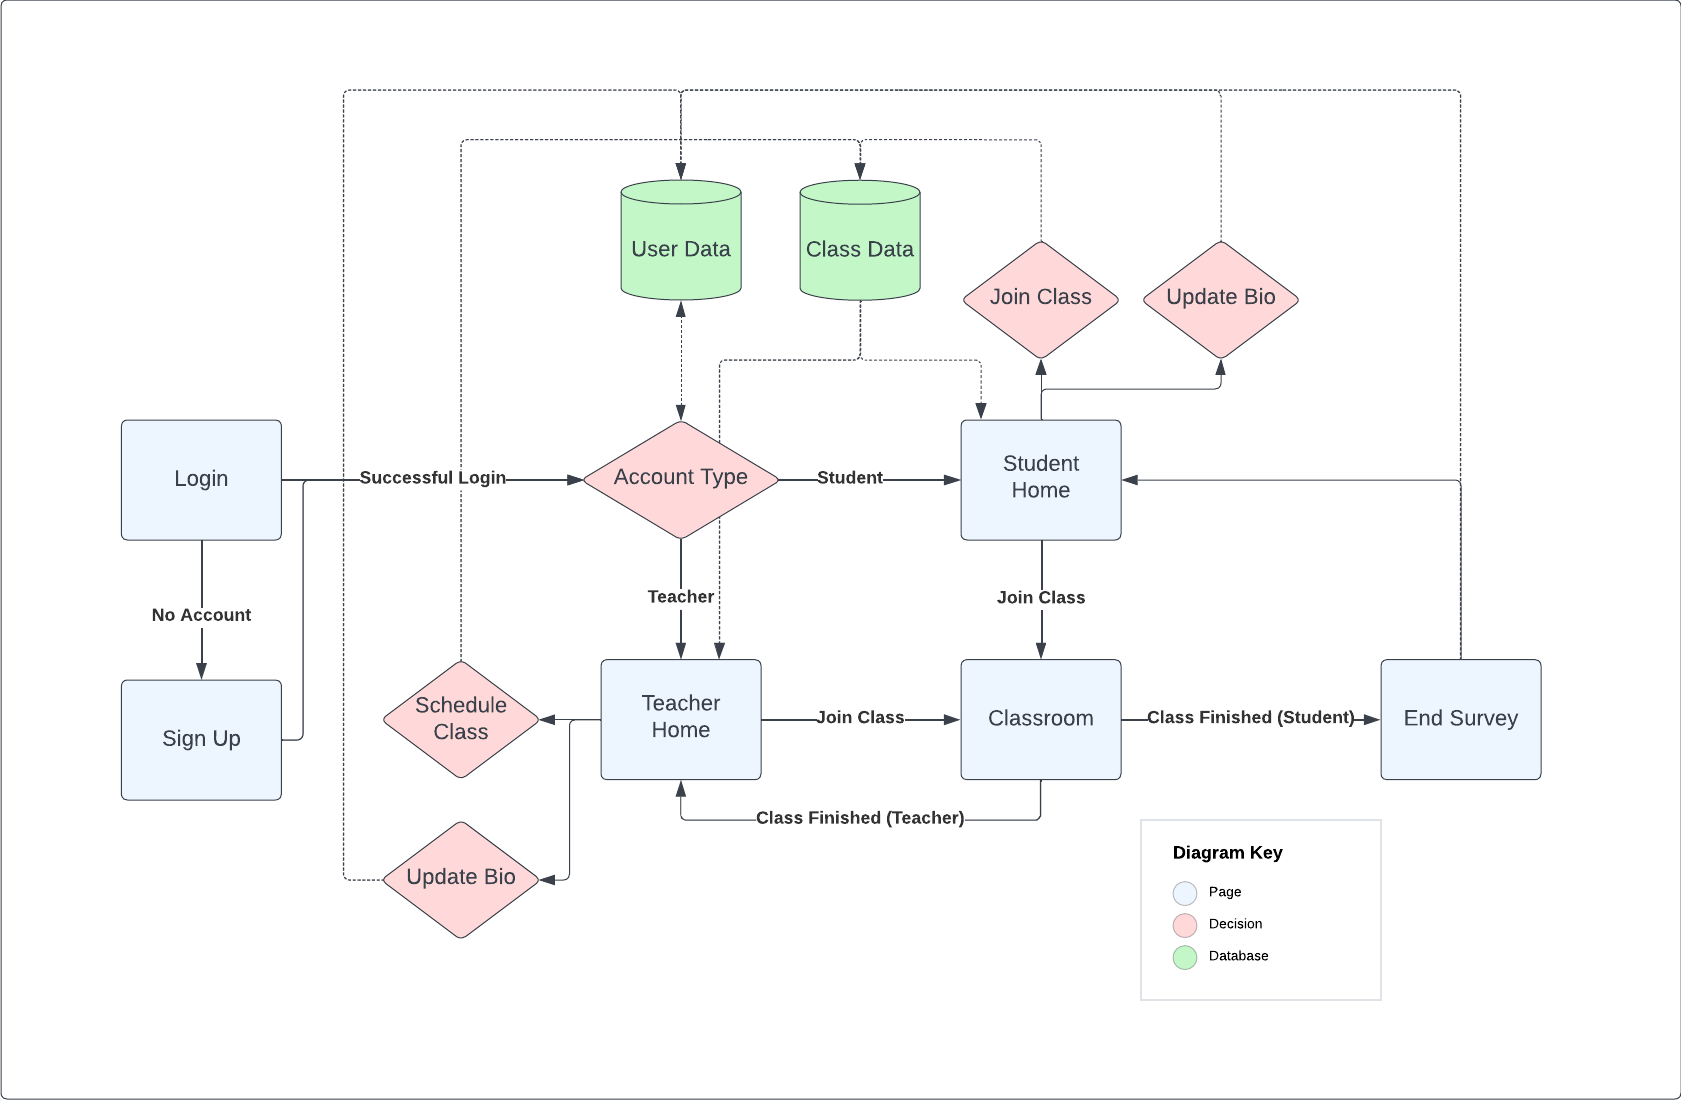 User Data
Class Data
Join Class
Update Bio
Login
Successful Login
Account Type
Student
Student
Home
No Account
Teacher
Join Class
Sign Up
Schedule
Class
Teacher
Home
Join Class
Classroom
Class Finished (Student)
End Survey
Class Finished (Teacher)
Update Bio
Diagram Key
Page
Decision
Database